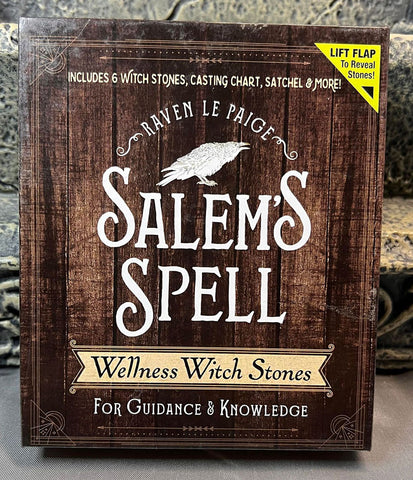 LIFT FLAP
To Reveal
Stones!
INCLUDES 6 WITCH STONES, CASTING CHART, SATCHEL & MORE!
RAVEN LE PAIGE
SALEM'S
SPELL
Wellness Witch Stones
FOR GUIDANCE & KNOWLEDGE